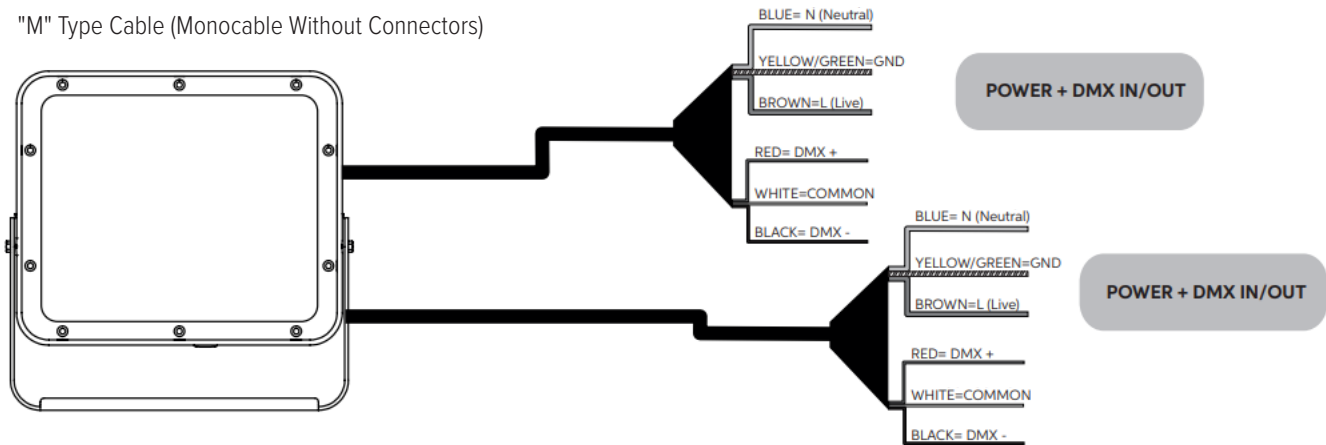 "M" Type Cable (Monocable Without Connectors)
BLUE= N (Neutral)
YELLOW/GREEN=GND
BROWN=L (Live)
RED= DMX +
WHITE=COMMON
BLACK= DMX -
POWER + DMX IN/OUT
BLUE= N (Neutral)
YELLOW/GREEN=GND
BROWN=L (Live)
RED= DMX +
WHITE=COMMON
BLACK= DMX -
POWER + DMX IN/OUT